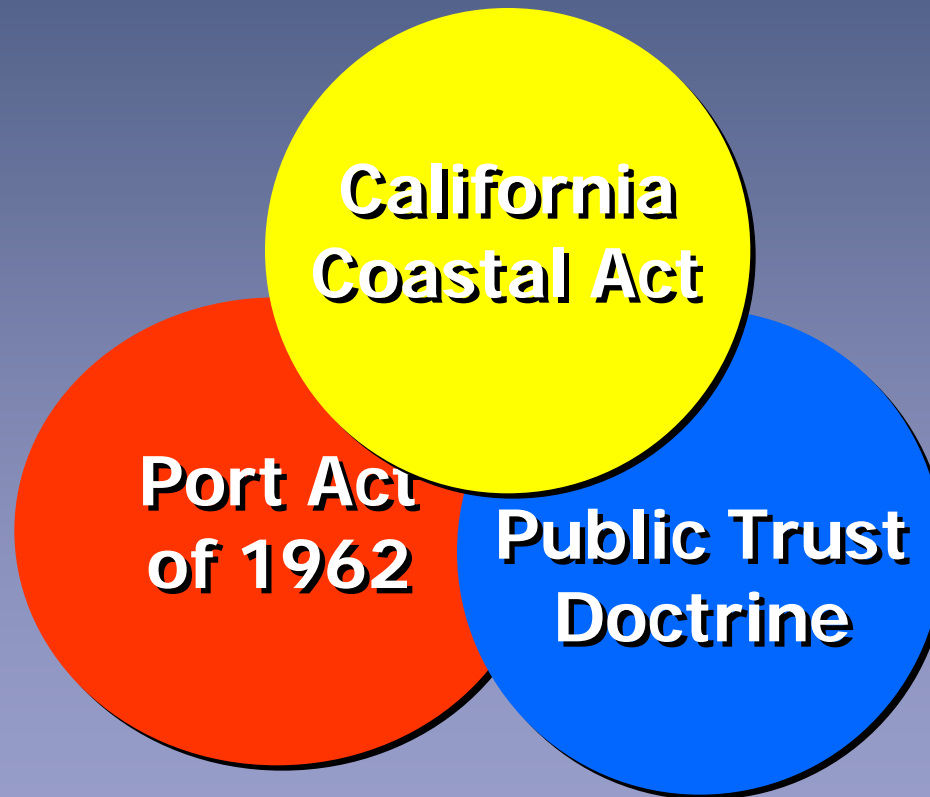 California
Coastal Act
Port Act
of 1962
Public Trust
Doctrine